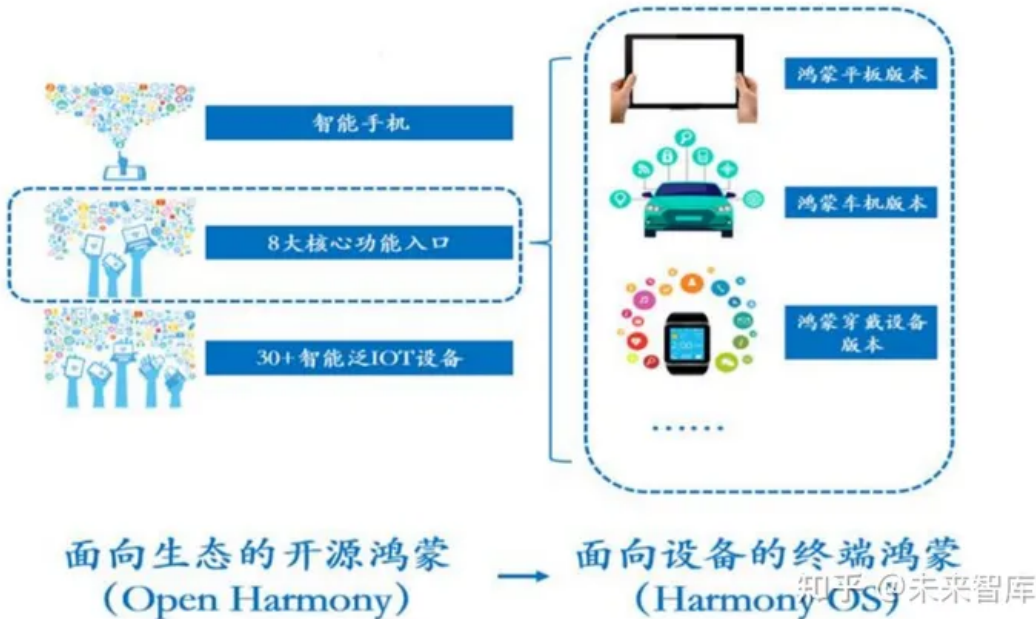 智能手机
8大核心功能入口
30+智能泛IOT设备
鸿蒙平板版本
鸿蒙车机版本
鸿蒙穿戴设备
版本
......
面向生态的开源鸿蒙
(Open Harmony)
→
面向设备的终端鸿蒙
(Harmony OS)
知乎 @未来智库